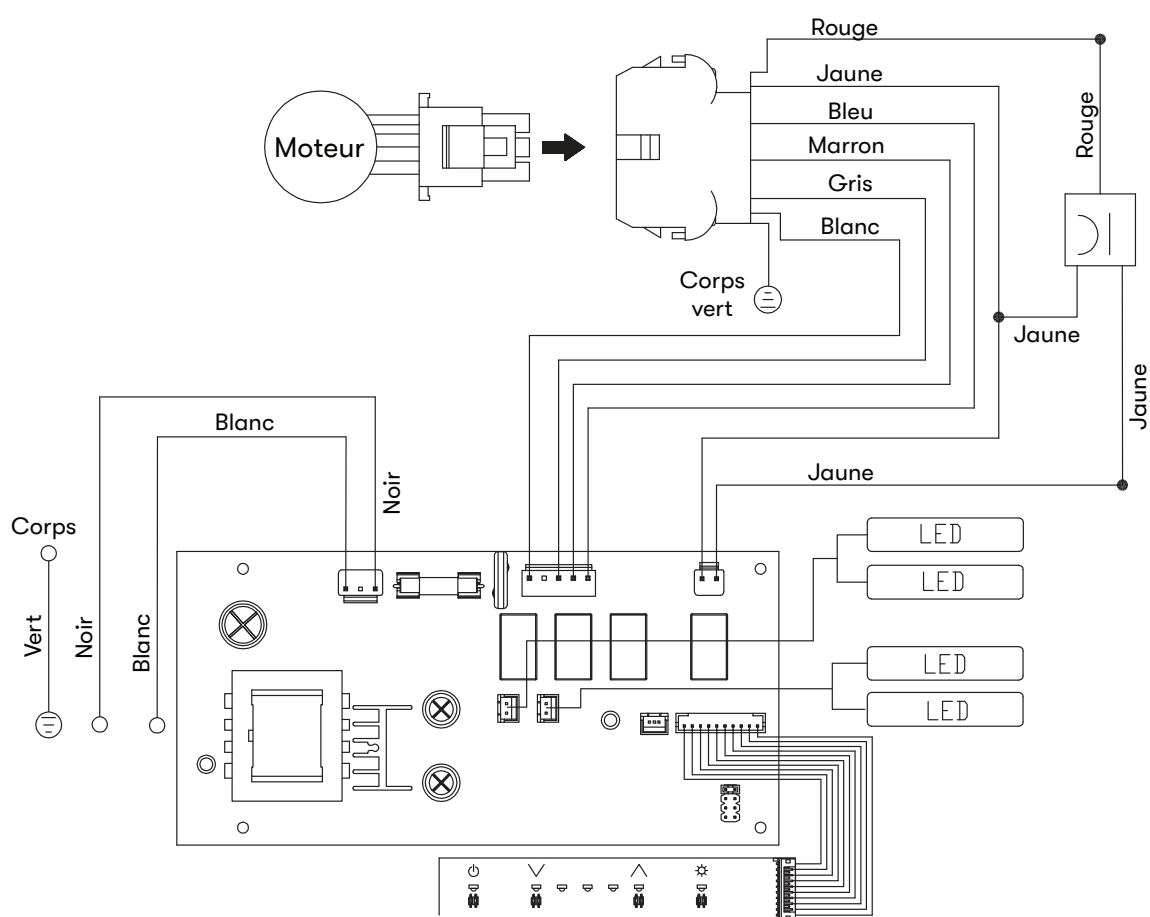 Rouge
Jaune
Bleu
Rouge
Moteur
Marron
Gris
Blanc
Corps
vert
Jaune
Jaune
Blanc
Noir
Jaune
Corps
LED
LED
Vert
Noir
Blanc
LED
LED